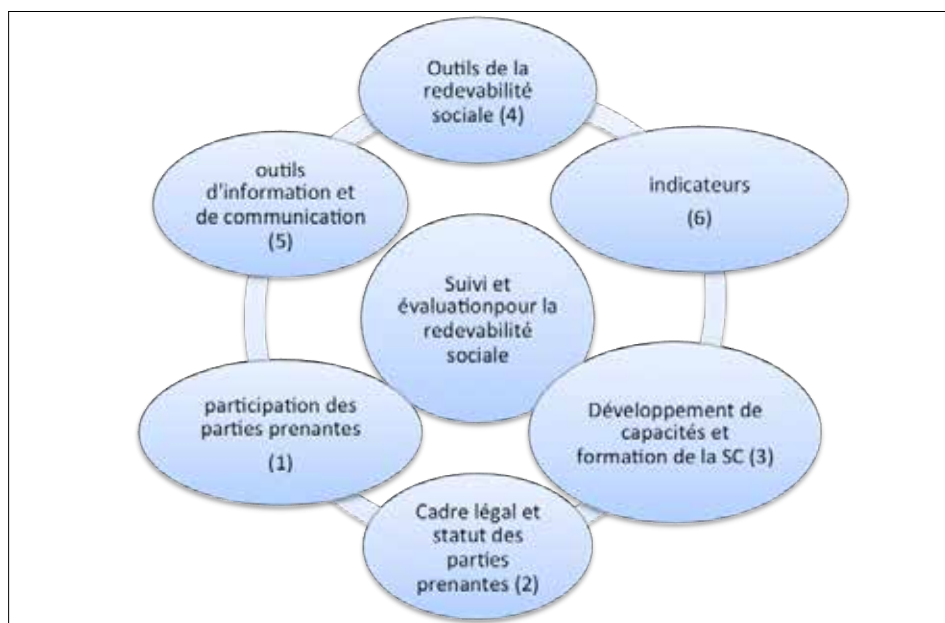 Outils de la
redevabilité
sociale (4)
outils
d'information et
de communication
(5)
indicateurs
(6)
Suivi et
évaluationpour la
redevabilité
sociale
participation des
parties prenantes
(1)
Développement de
capacités et
formation de la SC (3)
Cadre légal et
statut des
parties
prenantes (2)